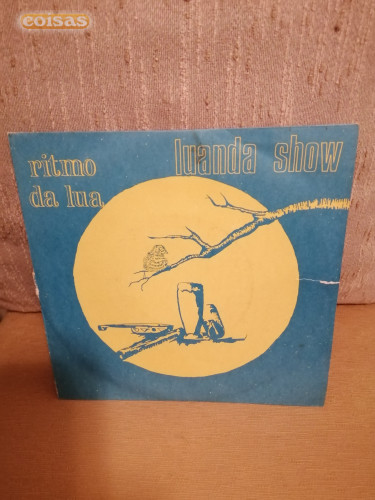 coisas
ritmo
da lua
luanda show